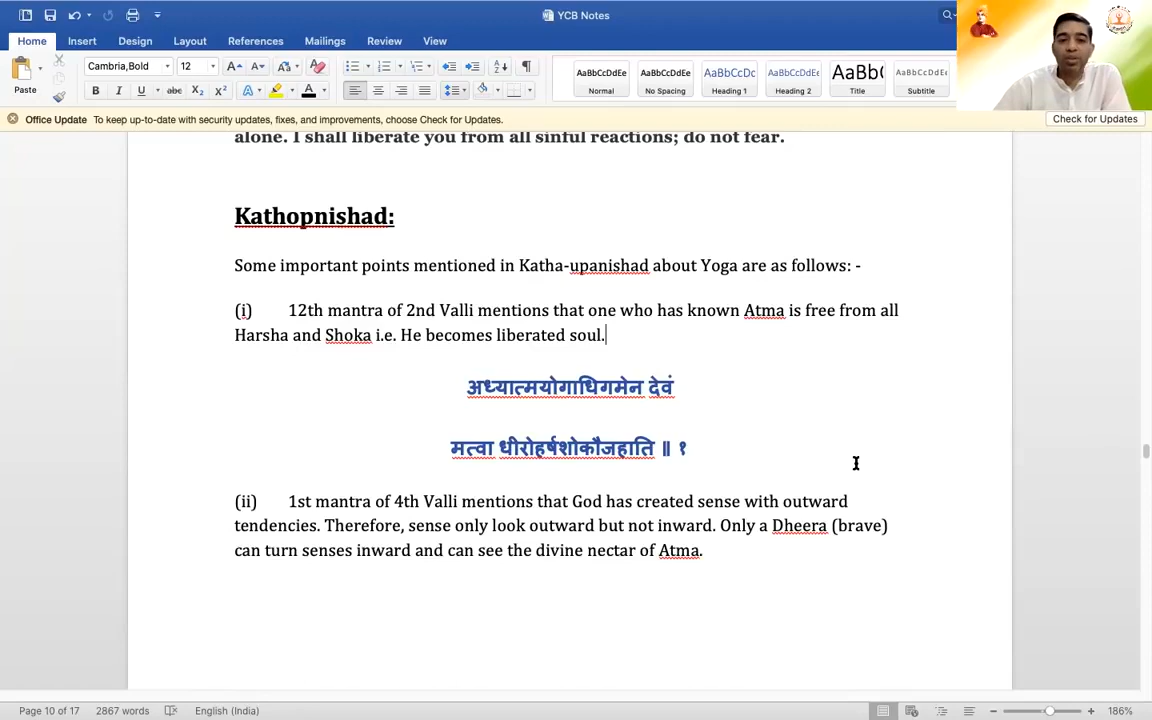 YCB Notes
Home Insert Design Layout References Mailings Review View
Paste Cambria,Bold 12
AaBbCcDdEe AaBbCcDdEe AaBbCcDc AaBbCcDdEe AaBb( AaBbCcDdEe
Normal No Spacing Heading 1 Heading 2 Title Subtitle
Office Update To keep up-to-date with security updates, fixes, and improvements, choose Check for Updates. Check for Updates
alone. I shall liberate you from all sinful reactions; do not fear.
Kathopnishad:
Some important points mentioned in Katha-upanishad about Yoga are as follows: -
(i) 12th mantra of 2nd Valli mentions that one who has known Atma is free from all
Harsha and Shoka i.e. He becomes liberated soul.
अध्यात्मयोगाधिगमेन देवं
मत्वा धीरोहर्षशोकौजहाति ॥ १
(ii) 1st mantra of 4th Valli mentions that God has created sense with outward
tendencies. Therefore, sense only look outward but not inward. Only a Dheera (brave)
can turn senses inward and can see the divine nectar of Atma.
Page 10 of 17 2867 words English (India) 186%